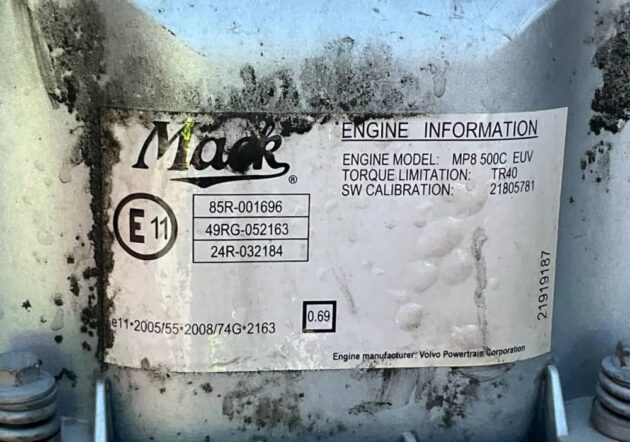 Mack®
ENGINE INFORMATION
ENGINE MODEL: MP8 500C EUV
TORQUE LIMITATION: TR40
SW CALIBRATION: 21805781
E 11
85R-001696
49RG-052163
24R-032184
e11•2005/55•2008/74G•2163
0.69
Engine manufacturer: Volvo Powertrain Corporation
21919187